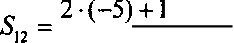 S₁₂ = 2·(−5)+1